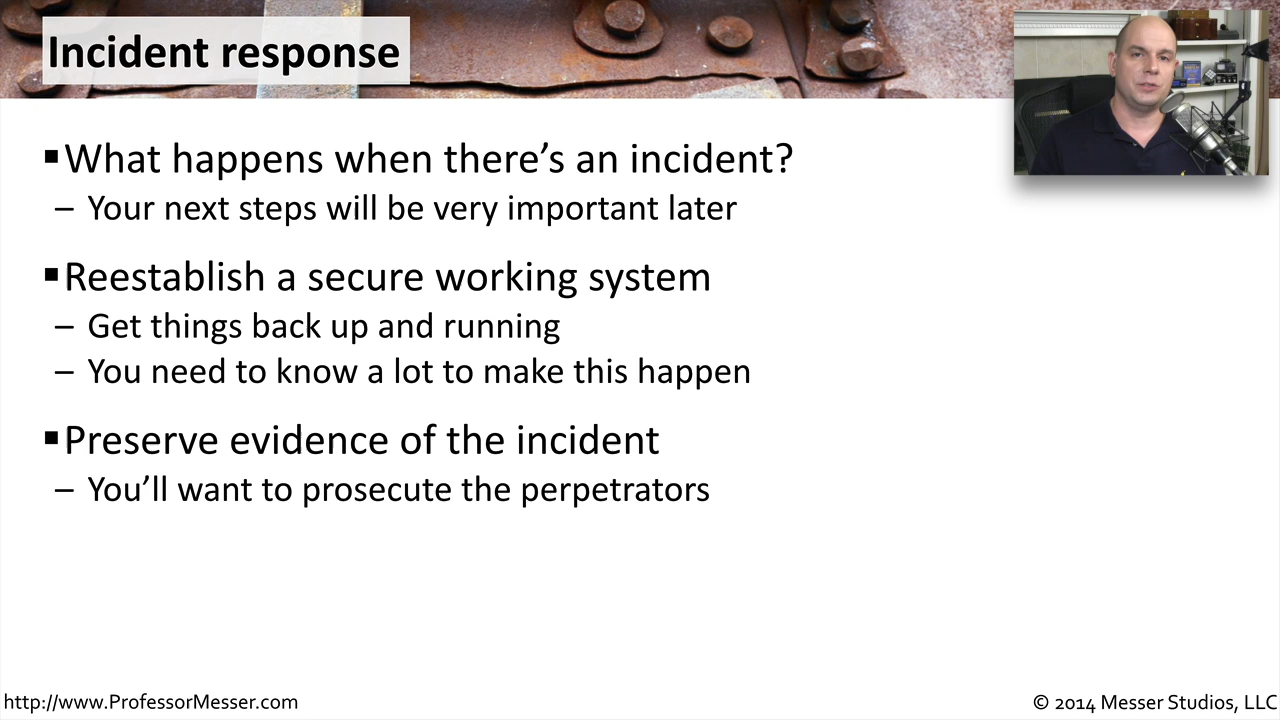 Incident response
▪What happens when there’s an incident?
– Your next steps will be very important later
▪Reestablish a secure working system
– Get things back up and running
– You need to know a lot to make this happen
▪Preserve evidence of the incident
– You’ll want to prosecute the perpetrators
http://www.ProfessorMesser.com
© 2014 Messer Studios, LLC